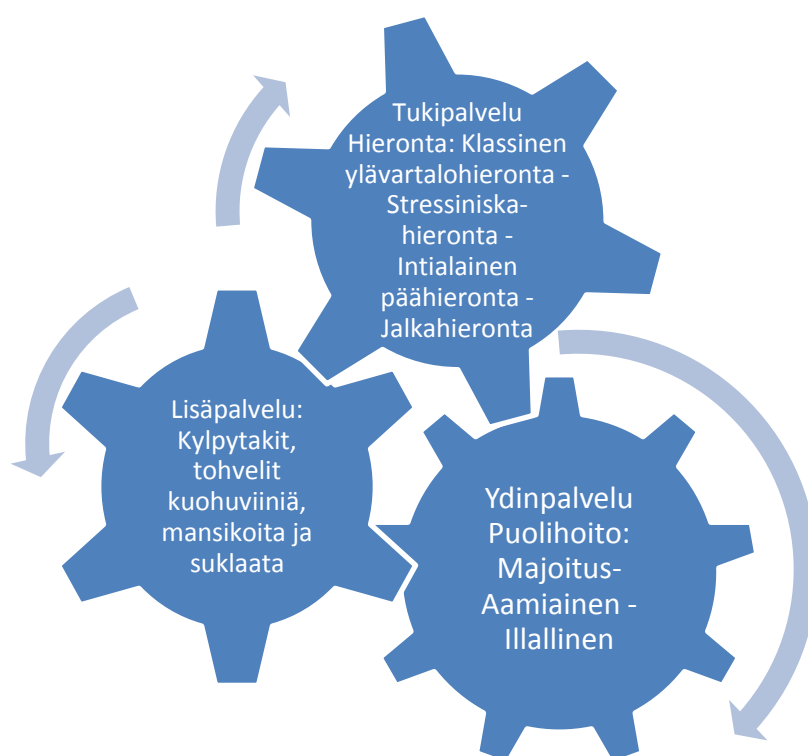 Tukipalvelu
Hieronta: Klassinen
ylävartalohieronta -
Stressiniska-
hieronta -
Intialainen
päähieronta -
Jalkahieronta
Lisäpalvelu:
Kylpytakit,
tohvelit
kuohuviiniä,
mansikoita ja
suklaata
Ydinpalvelu
Puolihoito:
Majoitus-
Aamiainen -
Illallinen